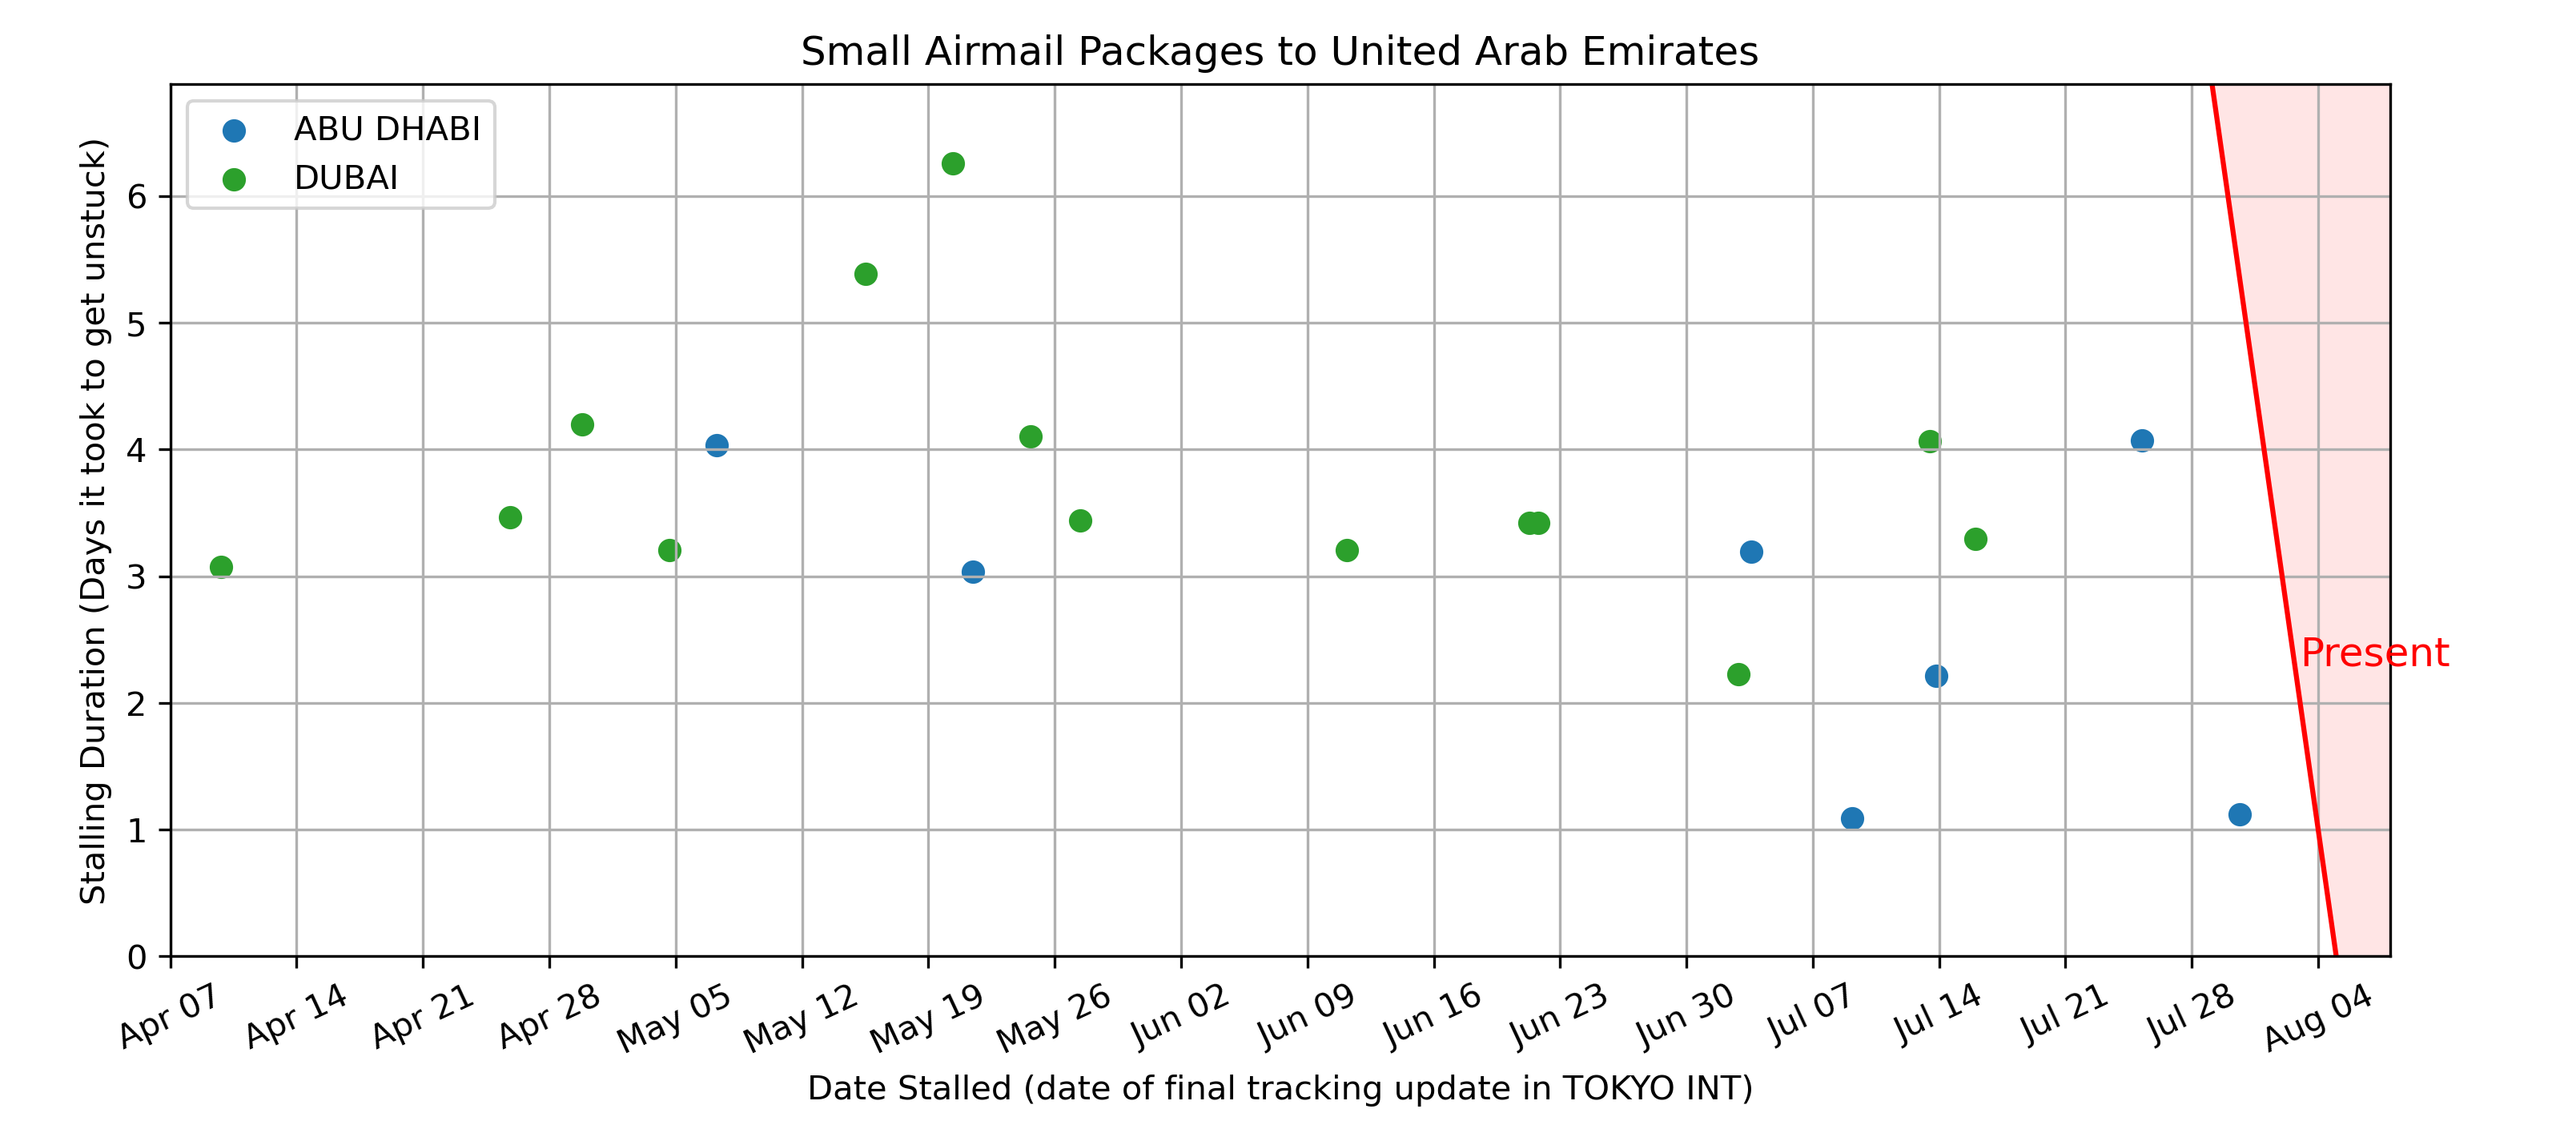 Small Airmail Packages to United Arab Emirates
ABU DHABI
DUBAI
Stalling Duration (Days it took to get unstuck)
6
5
4
3
2
1
0
Present
Apr 07
Apr 14
Apr 21
Apr 28
May 05
May 12
May 19
May 26
Jun 02
Jun 09
Jun 16
Jun 23
Jun 30
Jul 07
Jul 14
Jul 21
Jul 28
Aug 04
Date Stalled (date of final tracking update in TOKYO INT)